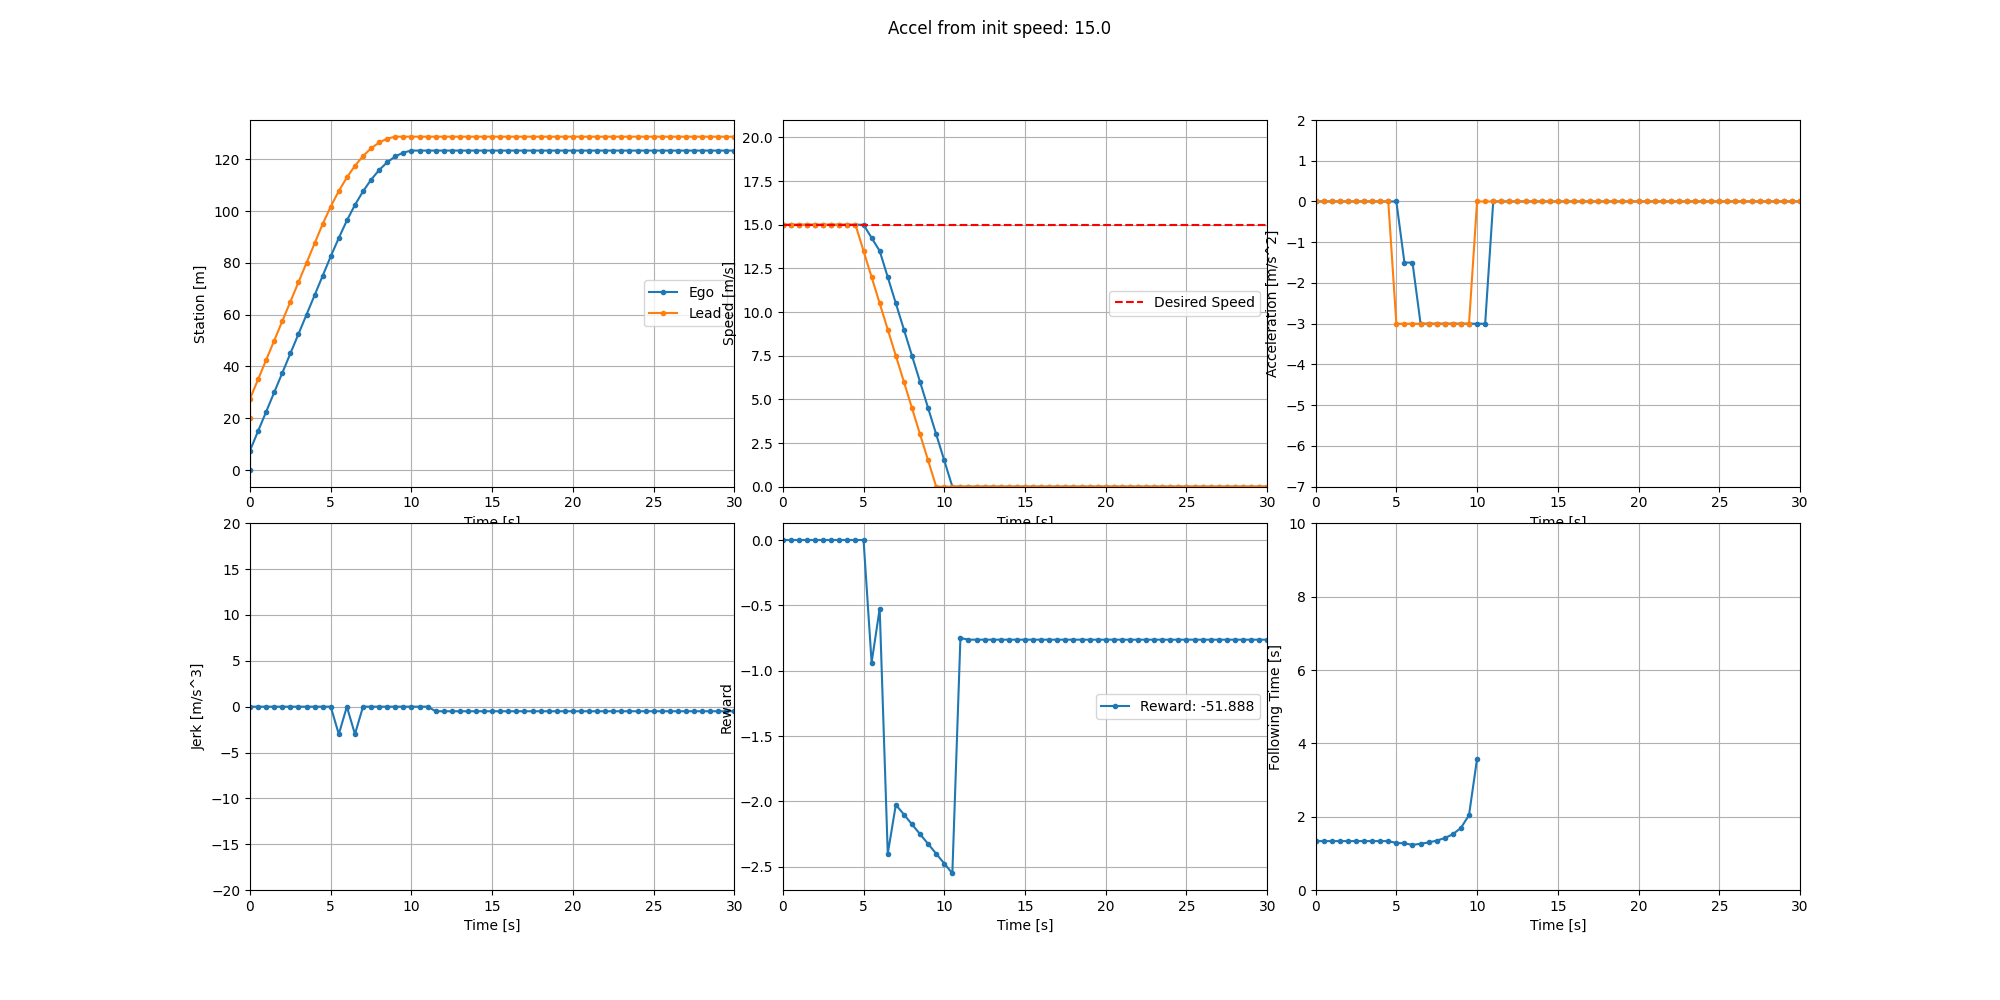 Accel from init speed: 15.0
Station [m]
120
100
80
60
40
20
0
0 5 10 15 20 25 30
Time [s]
Ego
Lead
Speed [m/s]
20.0
17.5
15.0
12.5
10.0
7.5
5.0
2.5
0.0
0 5 10 15 20 25 30
Time [s]
Desired Speed
Acceleration [m/s^2]
2
1
0
−1
−2
−3
−4
−5
−6
−7
0 5 10 15 20 25 30
Time [s]
Jerk [m/s^3]
20
15
10
5
0
−5
−10
−15
−20
0 5 10 15 20 25 30
Time [s]
Reward
0.0
−0.5
−1.0
−1.5
−2.0
−2.5
0 5 10 15 20 25 30
Time [s]
Reward: -51.888
Following Time [s]
10
8
6
4
2
0
0 5 10 15 20 25 30
Time [s]